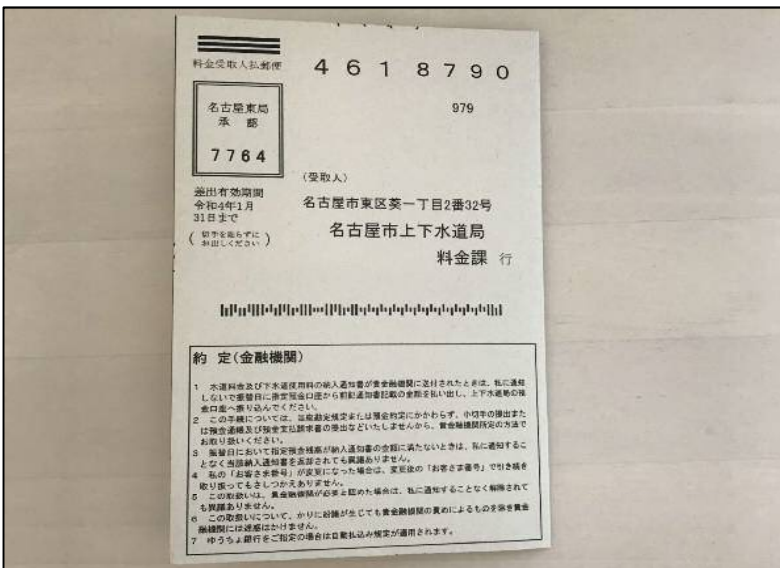 料金受取人払郵便
4618790
979
名古屋東局
承認
7764
差出有効期間
令和4年1月
31日まで
(切手を貼らずに
お出しください)
(受取人)
名古屋市東区葵一丁目2番32号
名古屋市上下水道局
料金課 行
約 定(金融機関)
1 水道料金及び下水道使用料の納入通知書が貴金融機関に送付されたときは、私に通知
しないで振替日に指定預金口座から前記通知書記載の金額を払い出し、上下水道局の預
金口座へ振り込んでください。
2 この手続については、当座勘定規定または預金約定にかかわらず、小切手の振出また
は預金通帳及び預金支払請求書の提出などいたしませんから、貴金融機関所定の方法で
お取り扱いください。
3 振替日において指定預金残高が納入通知書の金額に満たないときは、私に通知するこ
となく当該納入通知書を返却されても異議ありません。
4 私の「お客さま番号」が変更になった場合は、変更後の「お客さま番号」で引き続き
取り扱ってもさしつかえありません。
5 この取扱いは、貴金融機関が必要と認めた場合は、私に通知することなく解除されて
も異議ありません。
6 この取扱いについて、かりに紛議が生じても貴金融機関の責めによるものを除き貴金
融機関には迷惑はかけません。
7 ゆうちょ銀行をご指定の場合は自動払込み規定が適用されます。